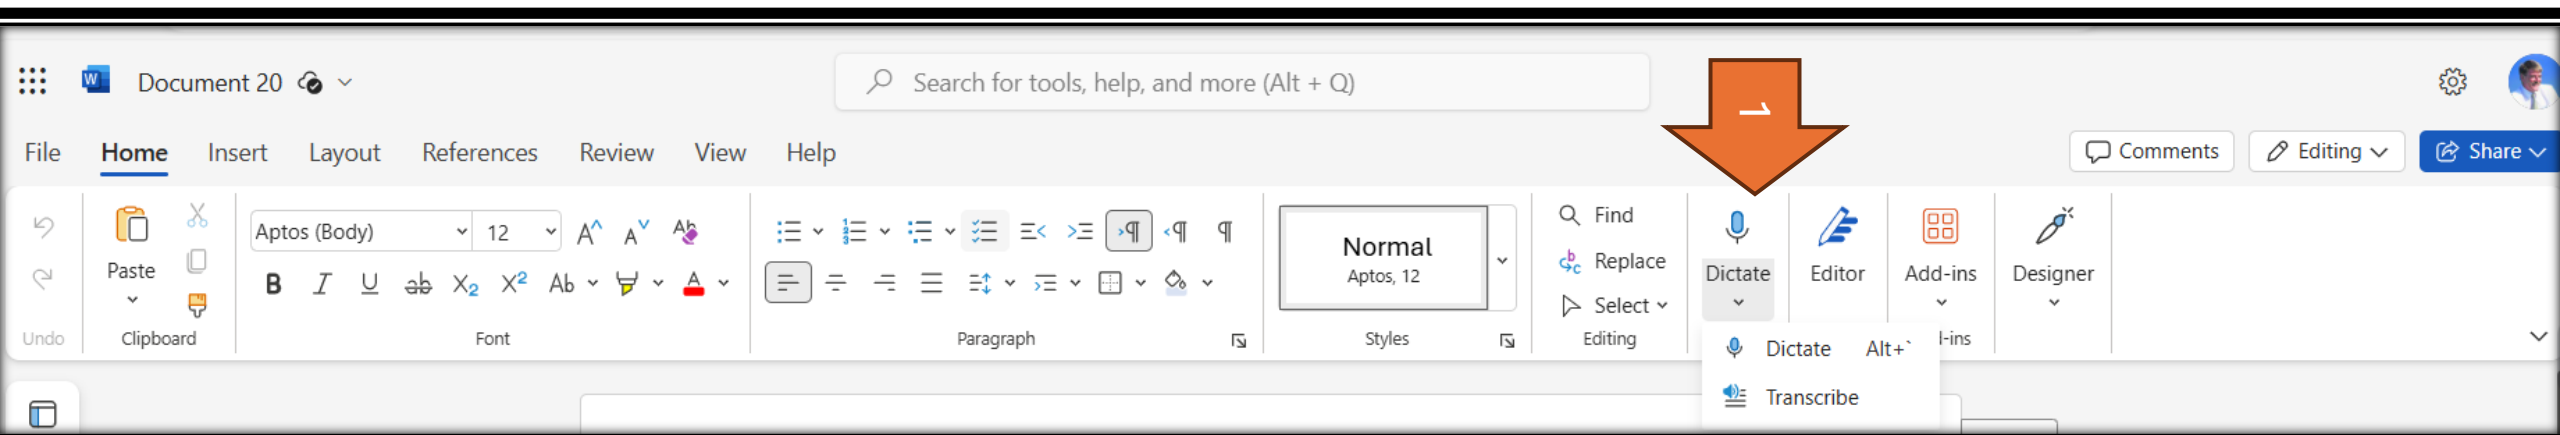 Document 20
Search for tools, help, and more (Alt + Q)
1
File Home Insert Layout References Review View Help
Comments Editing Share
Aptos (Body) 12
Normal
Aptos, 12
Find
Replace
Select
Paste
Dictate Editor Add-ins Designer
Undo Clipboard Font Paragraph Styles Editing l-ins
Dictate Alt+`
Transcribe